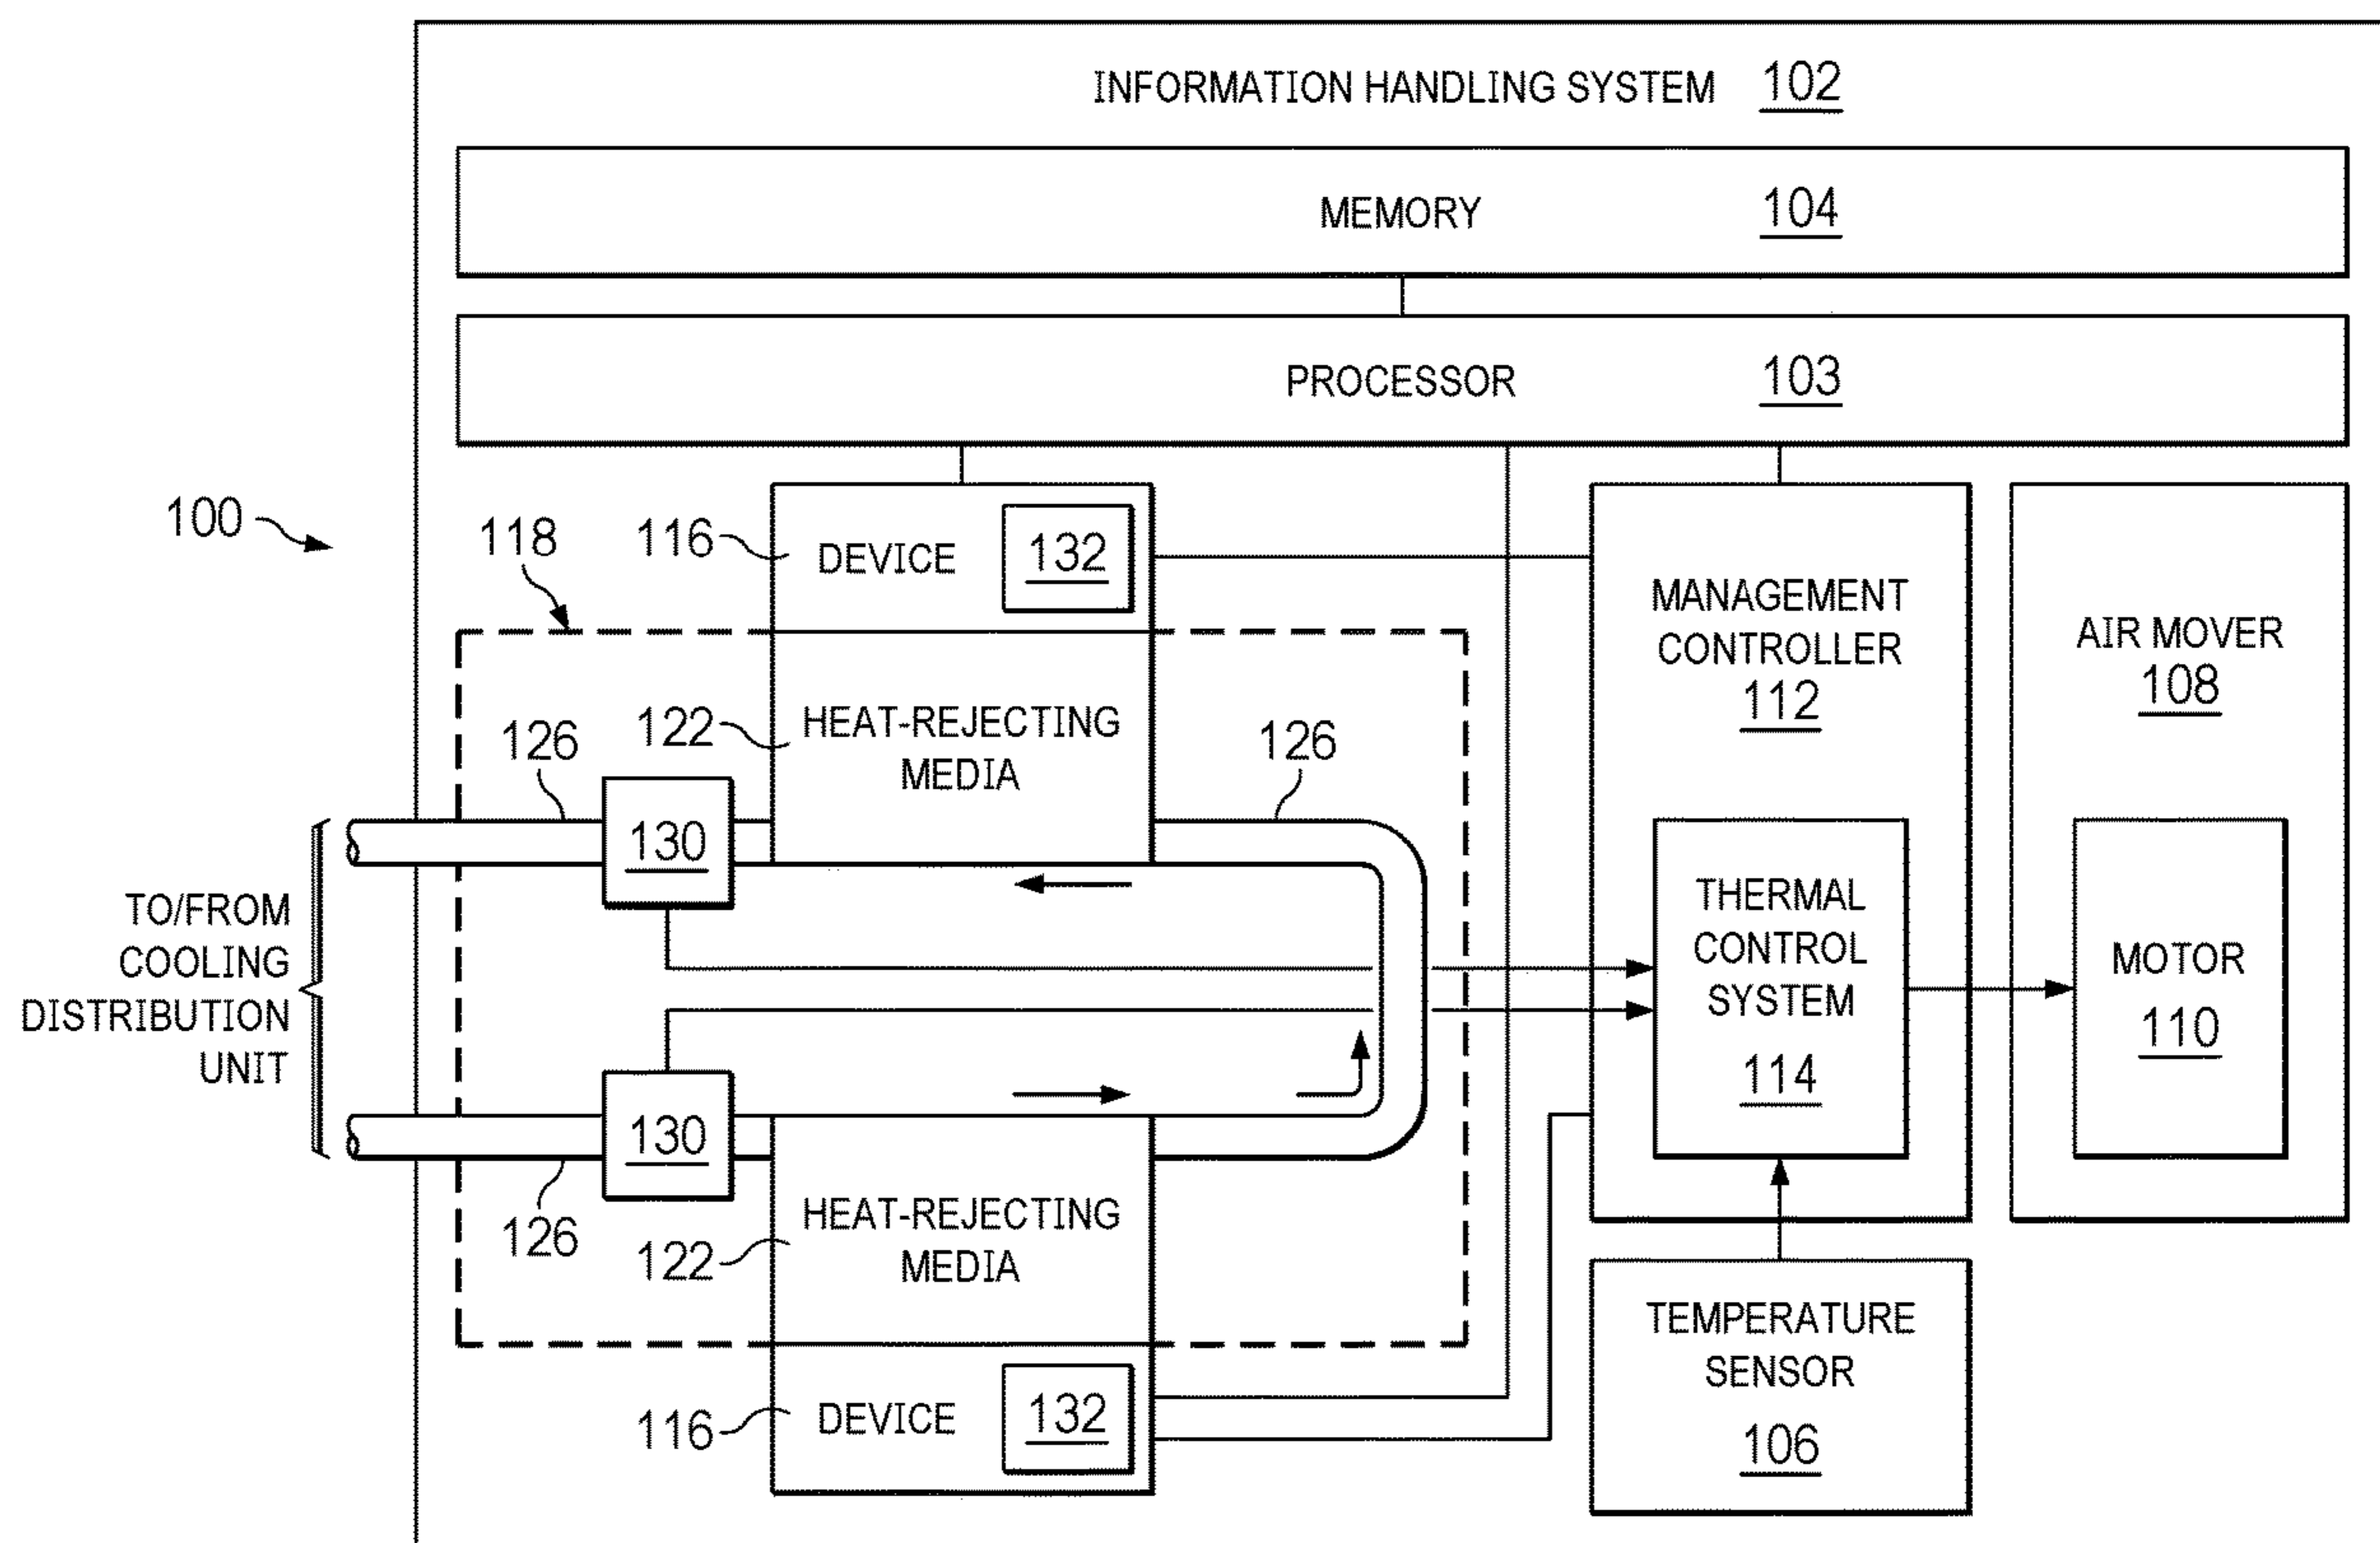 INFORMATION HANDLING SYSTEM 102
MEMORY 104
PROCESSOR 103
100
118
116
DEVICE
132
MANAGEMENT
CONTROLLER
112
AIR MOVER
108
122
HEAT-REJECTING
MEDIA
126
126
130
TO/FROM
COOLING
DISTRIBUTION
UNIT
THERMAL
CONTROL
SYSTEM
114
MOTOR
110
130
126
122
HEAT-REJECTING
MEDIA
116
DEVICE
132
TEMPERATURE
SENSOR
106